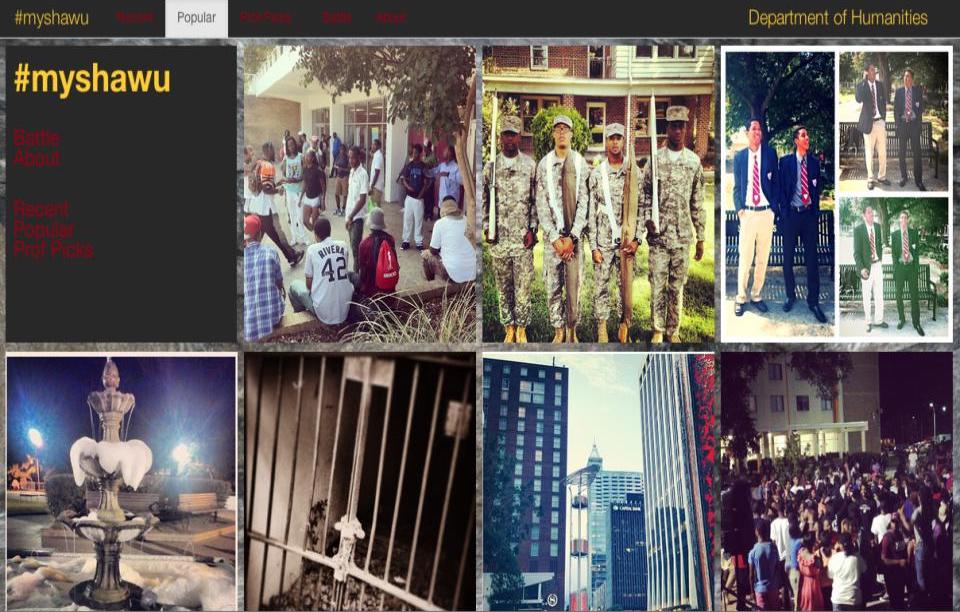 #myshawu
Recent
Popular
Prof Picks
Battle
About
Department of Humanities
#myshawu
Battle
About
Recent
Popular
Prof Picks
RIVERA
42
CAPITAL BANK